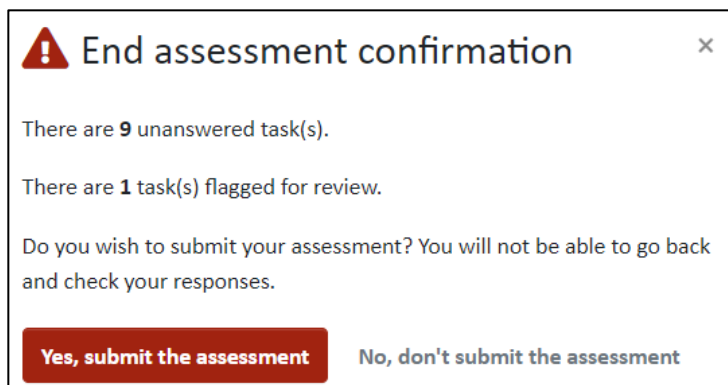 End assessment confirmation ×
There are 9 unanswered task(s).
There are 1 task(s) flagged for review.
Do you wish to submit your assessment? You will not be able to go back
and check your responses.
Yes, submit the assessment No, don't submit the assessment